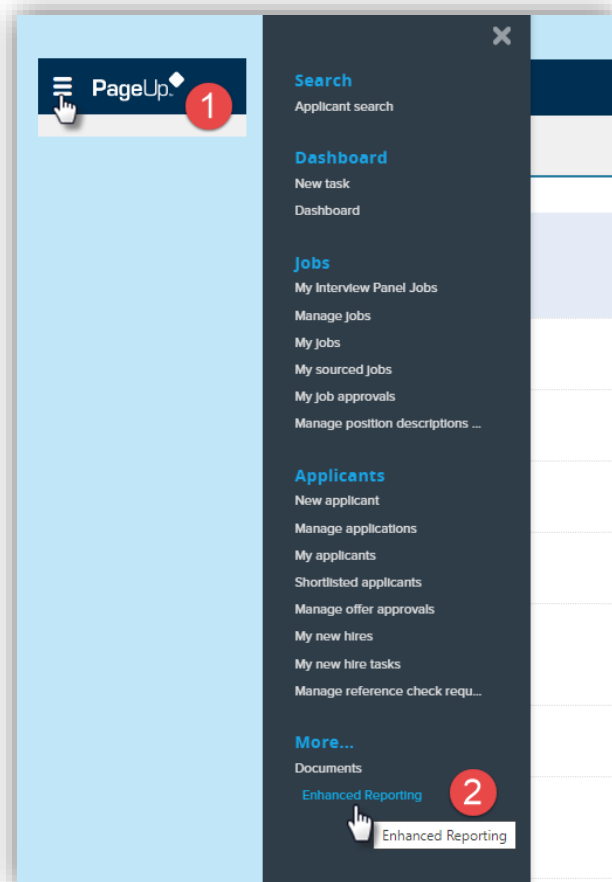 PageUp.
1
Search
Applicant search
Dashboard
New task
Dashboard
Jobs
My Interview Panel Jobs
Manage jobs
My jobs
My sourced jobs
My job approvals
Manage position descriptions ...
Applicants
New applicant
Manage applications
My applicants
Shortlisted applicants
Manage offer approvals
My new hires
My new hire tasks
Manage reference check requ...
More...
Documents
Enhanced Reporting
2
Enhanced Reporting